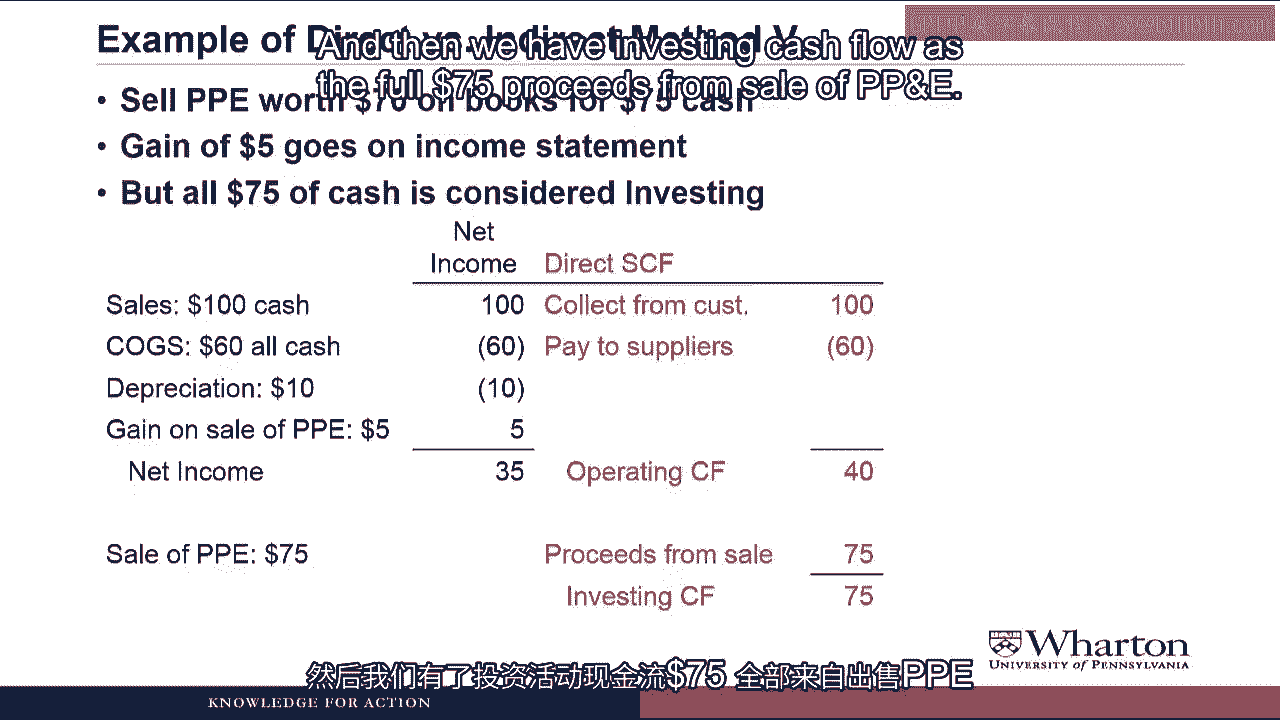 Example of Direct vs. Indirect Method V
And then we have investing cash flow as
the full $75 proceeds from sale of PP&E.
• Sell PPE worth $70 on books for $75 cash
• Gain of $5 goes on income statement
• But all $75 of cash is considered Investing
Net
Income Direct SCF
Sales: $100 cash 100 Collect from cust. 100
COGS: $60 all cash (60) Pay to suppliers (60)
Depreciation: $10 (10)
Gain on sale of PPE: $5 5
Net Income 35 Operating CF 40
Sale of PPE: $75 Proceeds from sale 75
Investing CF 75
Wharton
UNIVERSITY of PENNSYLVANIA
然后我们有了投资活动现金流$75 全部来自出售PPE
KNOWLEDGE FOR ACTION